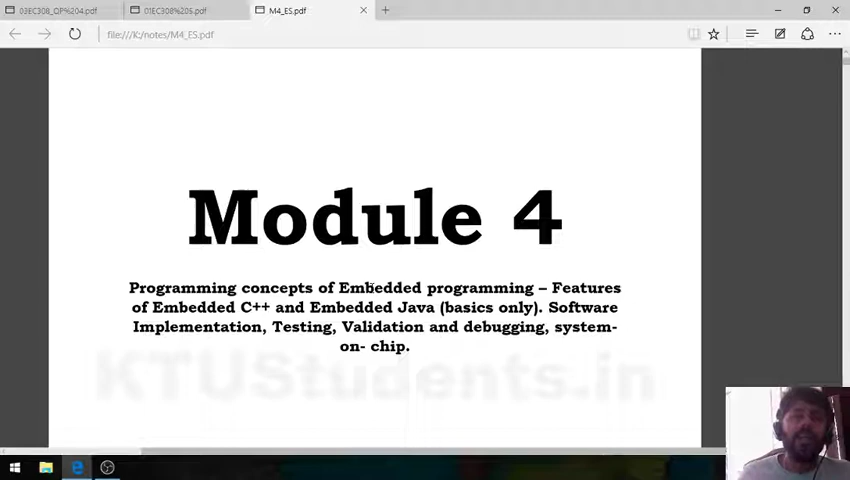 03EC308_QP%204.pdf
01EC308%205.pdf
M4_ES.pdf
file:///K:/notes/M4_ES.pdf
Module 4
Programming concepts of Embedded programming – Features
of Embedded C++ and Embedded Java (basics only). Software
Implementation, Testing, Validation and debugging, system-
on- chip.
KTUStudents.in